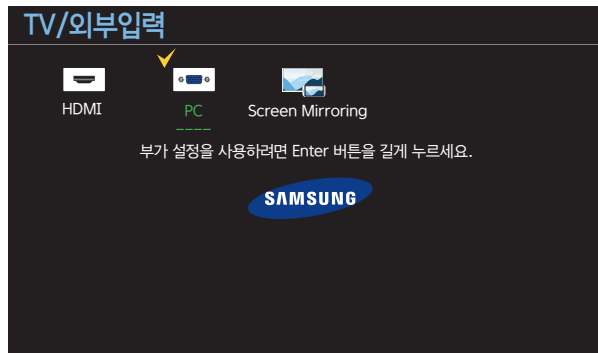 TV/외부입력
HDMI
PC
Screen Mirroring
----
부가 설정을 사용하려면 Enter 버튼을 길게 누르세요.
SAMSUNG